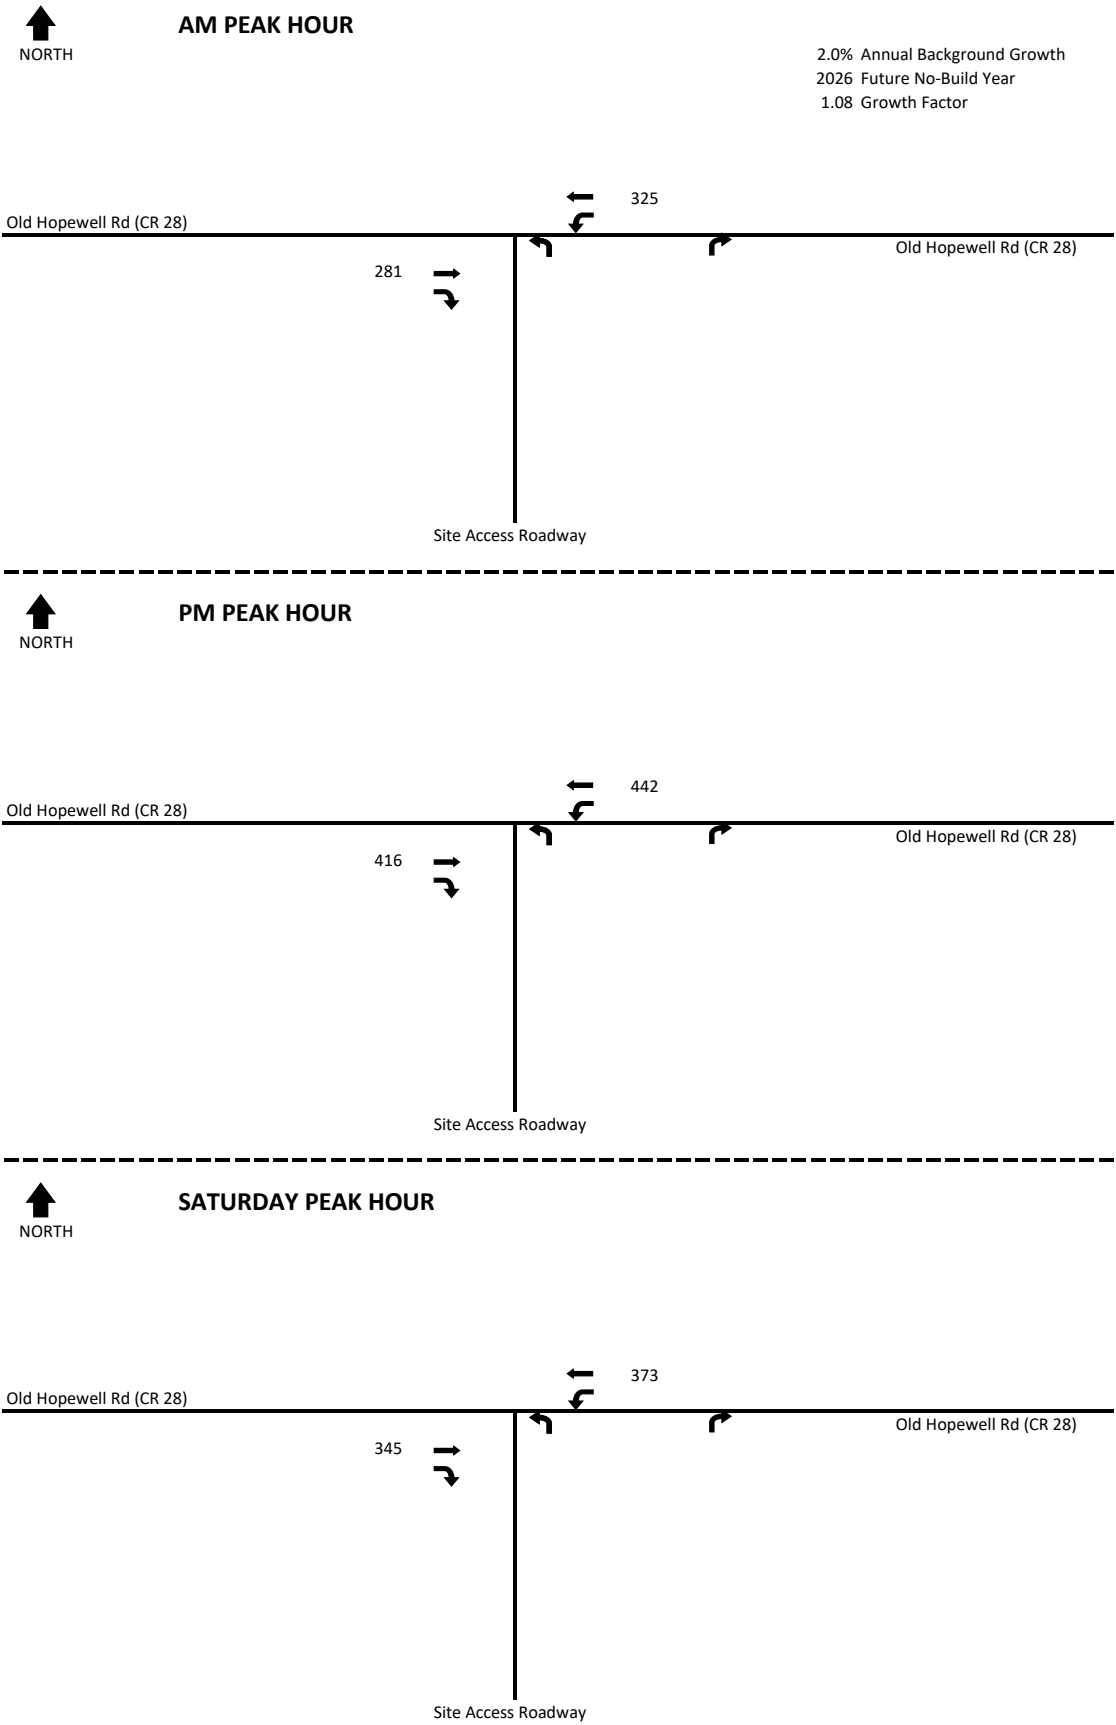 AM PEAK HOUR
NORTH
2.0% Annual Background Growth
2026 Future No-Build Year
1.08 Growth Factor
325
Old Hopewell Rd (CR 28)
Old Hopewell Rd (CR 28)
281
Site Access Roadway
PM PEAK HOUR
NORTH
442
Old Hopewell Rd (CR 28)
Old Hopewell Rd (CR 28)
416
Site Access Roadway
SATURDAY PEAK HOUR
NORTH
373
Old Hopewell Rd (CR 28)
Old Hopewell Rd (CR 28)
345
Site Access Roadway